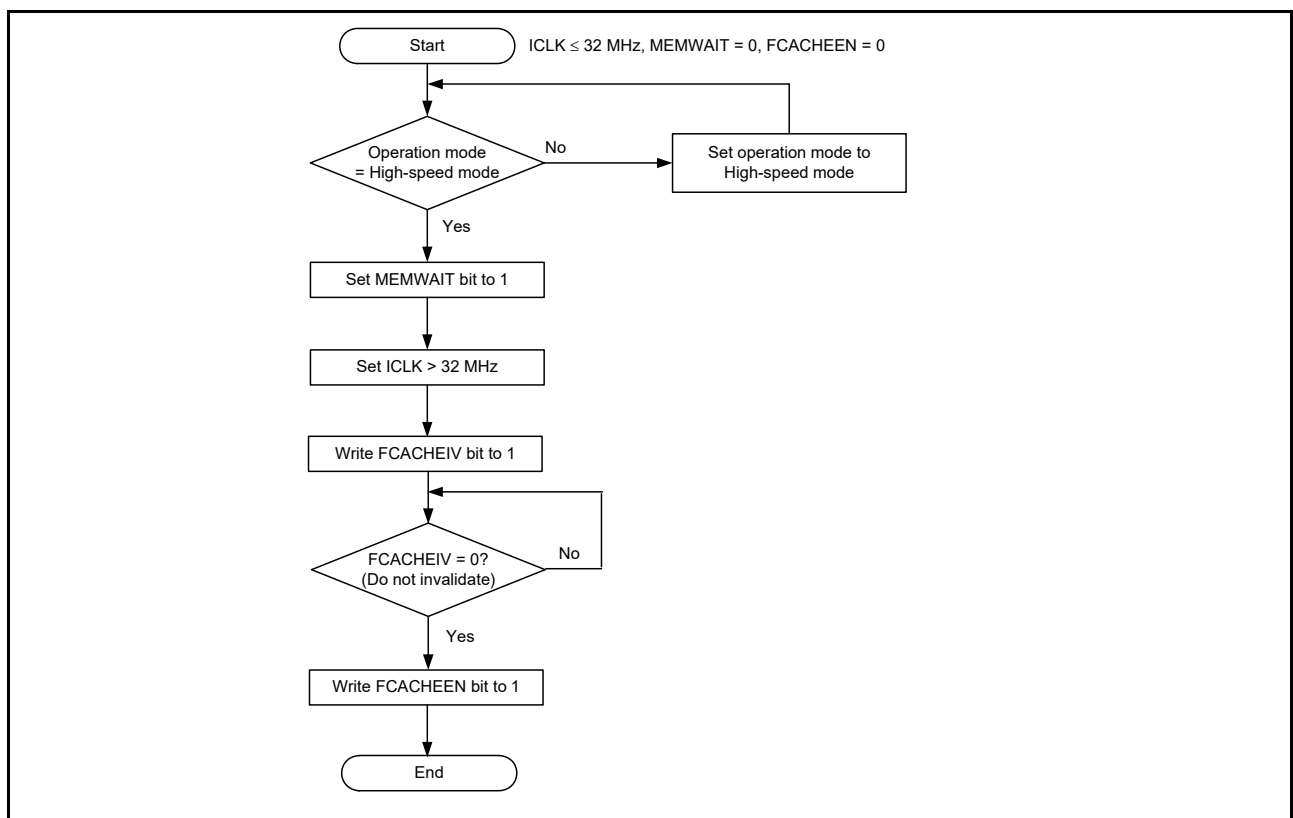 Start
ICLK ≤ 32 MHz, MEMWAIT = 0, FCACHEEN = 0
Operation mode
= High-speed mode
No
Set operation mode to
High-speed mode
Yes
Set MEMWAIT bit to 1
Set ICLK > 32 MHz
Write FCACHEIV bit to 1
FCACHEIV = 0?
(Do not invalidate)
No
Yes
Write FCACHEEN bit to 1
End